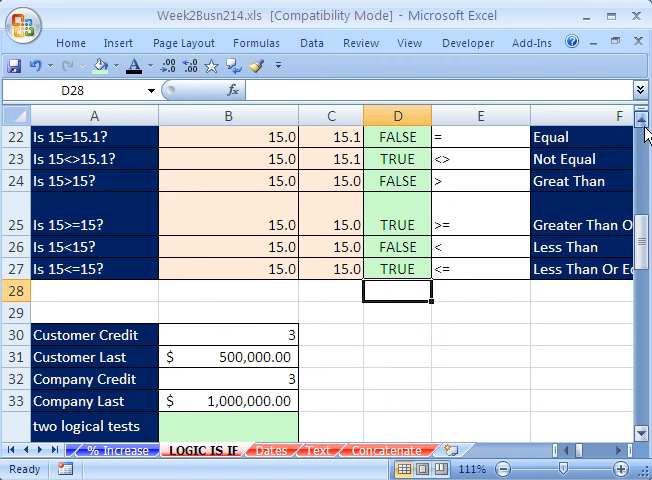 Week2Busn214.xls [Compatibility Mode] - Microsoft Excel
Home Insert Page Layout Formulas Data Review View Developer Add-Ins
D28 fx
A B C D E F
22 Is 15=15.1? 15.0 15.1 FALSE = Equal
23 Is 15<>15.1? 15.0 15.1 TRUE <> Not Equal
24 Is 15>15? 15.0 15.0 FALSE > Great Than
25 Is 15>=15? 15.0 15.0 TRUE >= Greater Than O
26 Is 15<15? 15.0 15.0 FALSE < Less Than
27 Is 15<=15? 15.0 15.0 TRUE <= Less Than Or Eq
28
29
30 Customer Credit 3
31 Customer Last $ 500,000.00
32 Company Credit 3
33 Company Last $ 1,000,000.00
two logical tests
% Increase LOGIC IS IF Dates Text Concatenate
Ready 111%